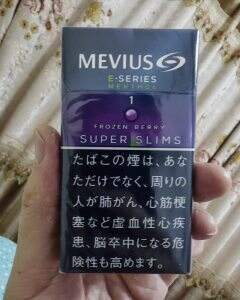 MEVIUS
E-SERIES
MENTHOL
1
FROZEN BERRY
SUPER SLIMS
たばこの煙は、あな
ただけでなく、周りの
人が肺がん、心筋梗
塞など虚血性心疾
患、脳卒中になる危
険性も高めます。